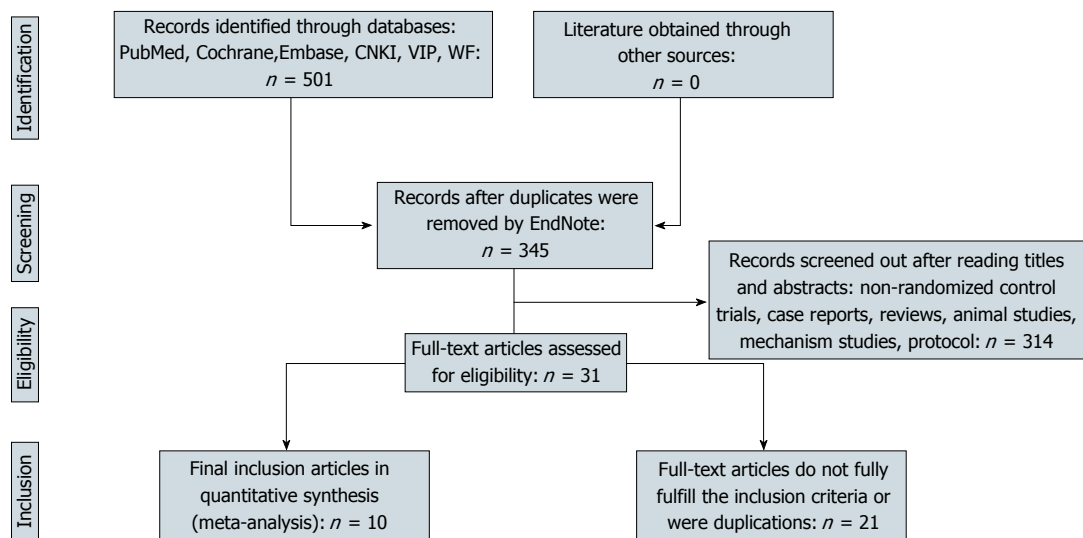 Identification
Records identified through databases:
PubMed, Cochrane,Embase, CNKI, VIP, WF:
n = 501
Literature obtained through
other sources:
n = 0
Screening
Records after duplicates were
removed by EndNote:
n = 345
Records screened out after reading titles
and abstracts: non-randomized control
trials, case reports, reviews, animal studies,
mechanism studies, protocol: n = 314
Eligibility
Full-text articles assessed
for eligibility: n = 31
Inclusion
Final inclusion articles in
quantitative synthesis
(meta-analysis): n = 10
Full-text articles do not fully
fulfill the inclusion criteria or
were duplications: n = 21